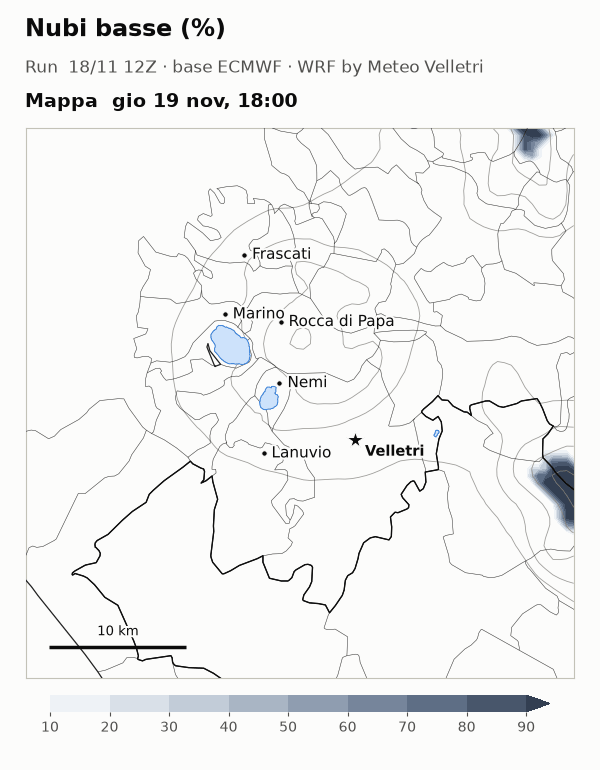 Nubi basse (%)
Run  18/11 12Z · base ECMWF · WRF by Meteo Velletri
Mappa  gio 19 nov, 18:00
Frascati
Marino
Rocca di Papa
Nemi
Velletri
Lanuvio
10 km
10 20 30 40 50 60 70 80 90